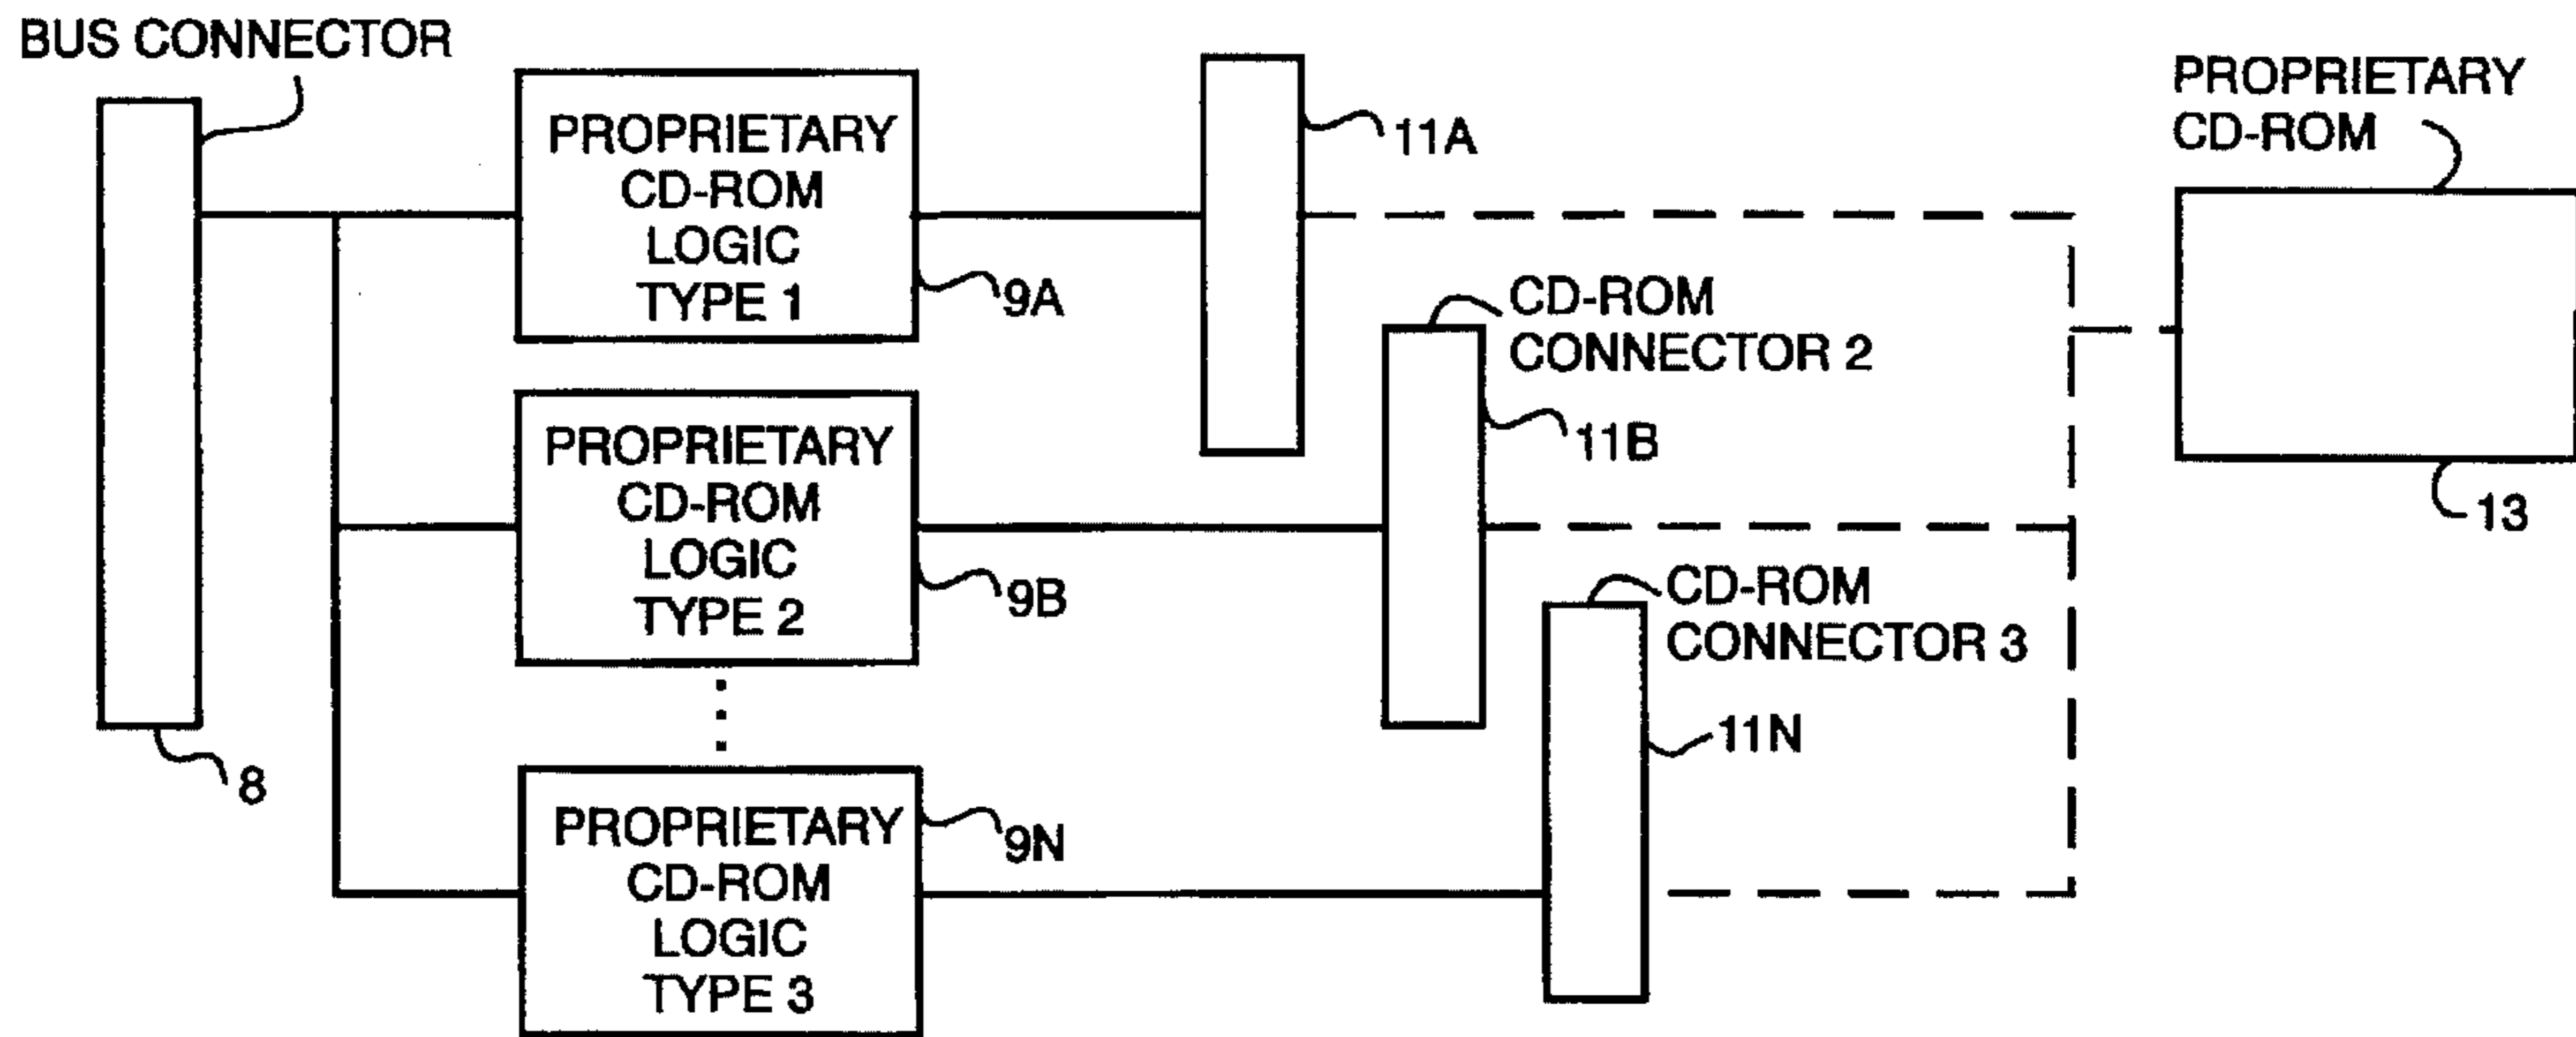 BUS CONNECTOR
8
PROPRIETARY
CD-ROM
LOGIC
TYPE 1
9A
PROPRIETARY
CD-ROM
LOGIC
TYPE 2
9B
PROPRIETARY
CD-ROM
LOGIC
TYPE 3
9N
11A
CD-ROM
CONNECTOR 2
11B
CD-ROM
CONNECTOR 3
11N
PROPRIETARY
CD-ROM
13